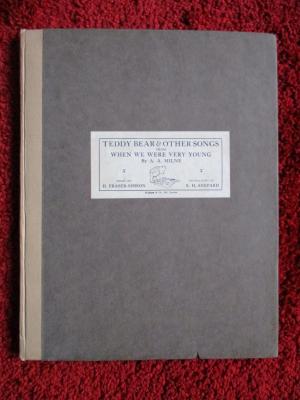 TEDDY BEAR & OTHER SONGS
FROM
WHEN WE WERE VERY YOUNG
By A. A. MILNE
H. FRASER-SIMSON
E. H. SHEPARD